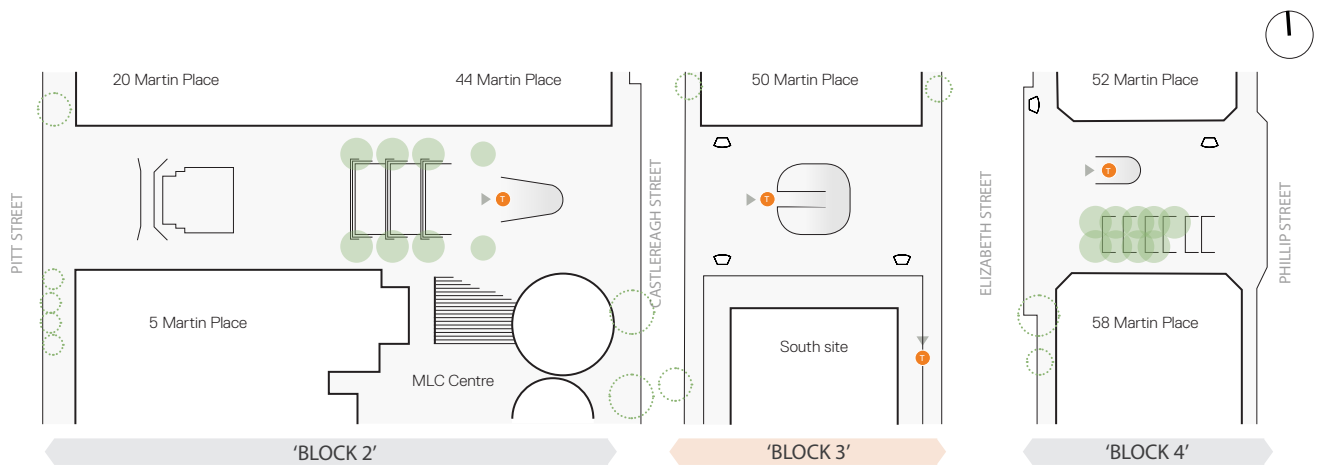 20 Martin Place
44 Martin Place
50 Martin Place
52 Martin Place
PITT STREET
T
CASTLEREAGH STREET
T
ELIZABETH STREET
T
PHILLIP STREET
5 Martin Place
MLC Centre
South site
T
58 Martin Place
‘BLOCK 2’
‘BLOCK 3’
‘BLOCK 4’